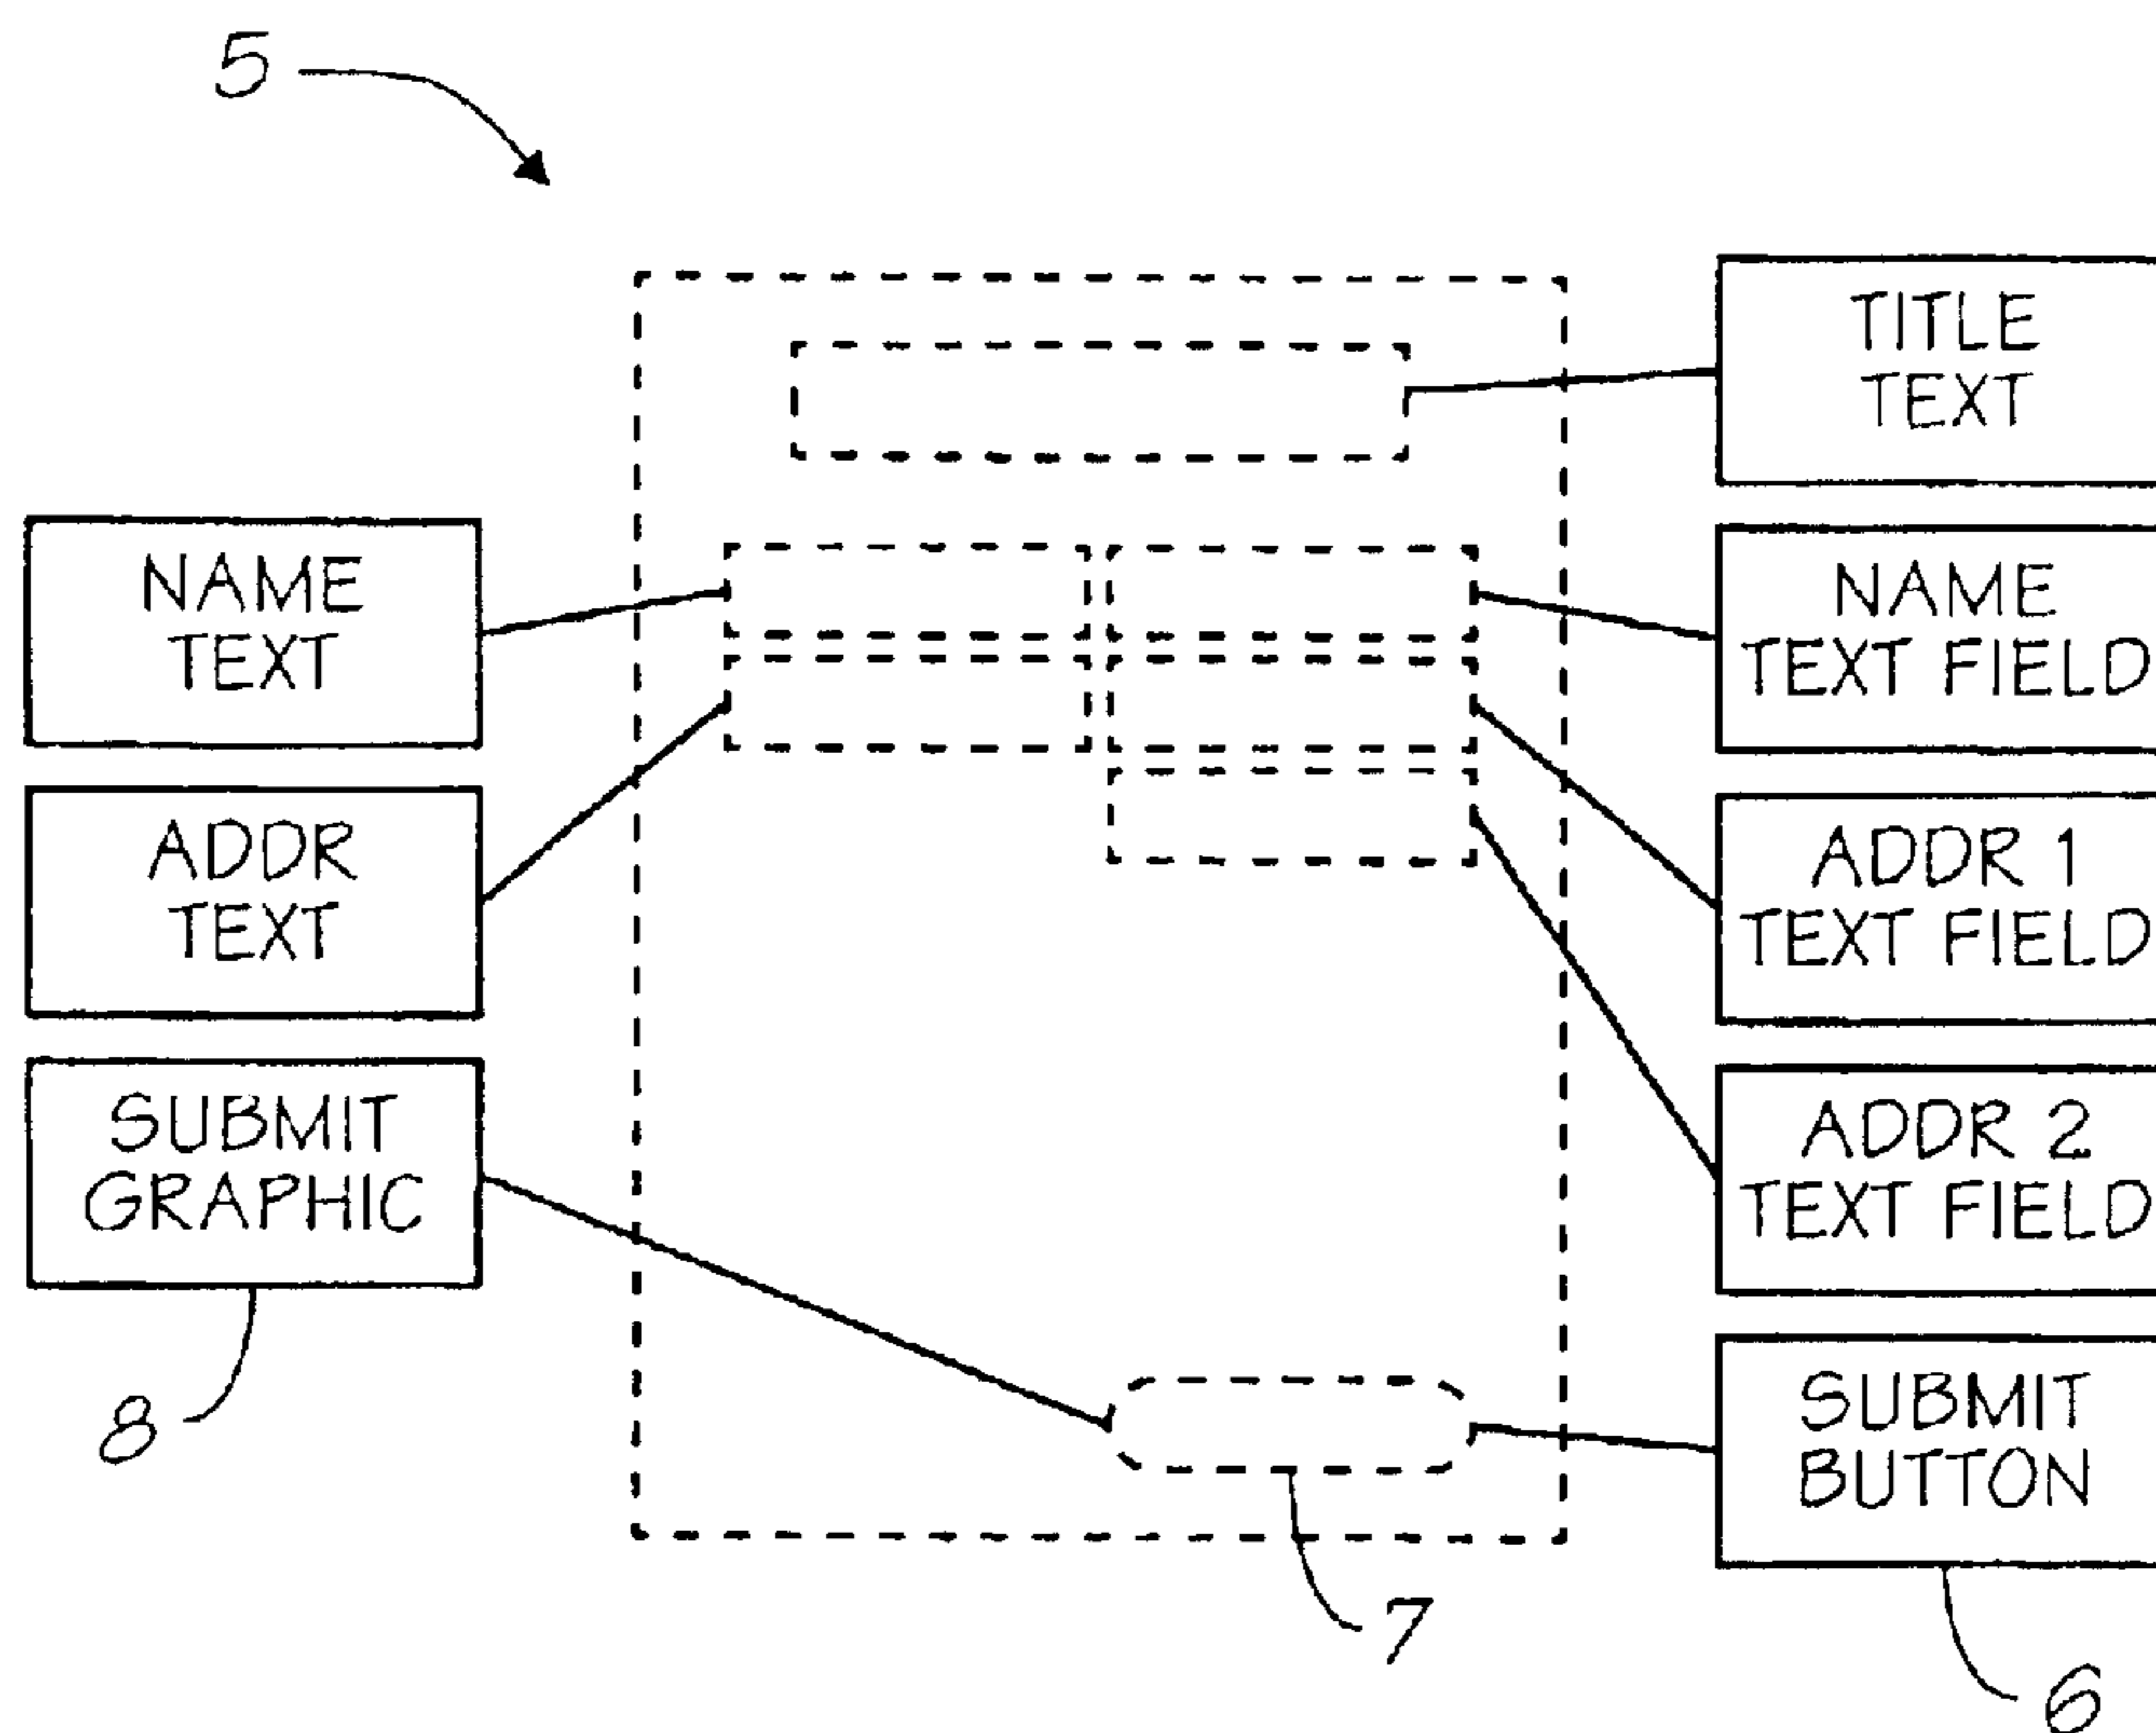 5
TITLE
TEXT
NAME
TEXT
NAME
TEXT FIELD
ADDR
TEXT
ADDR 1
TEXT FIELD
SUBMIT
GRAPHIC
ADDR 2
TEXT FIELD
8
SUBMIT
BUTTON
7
6